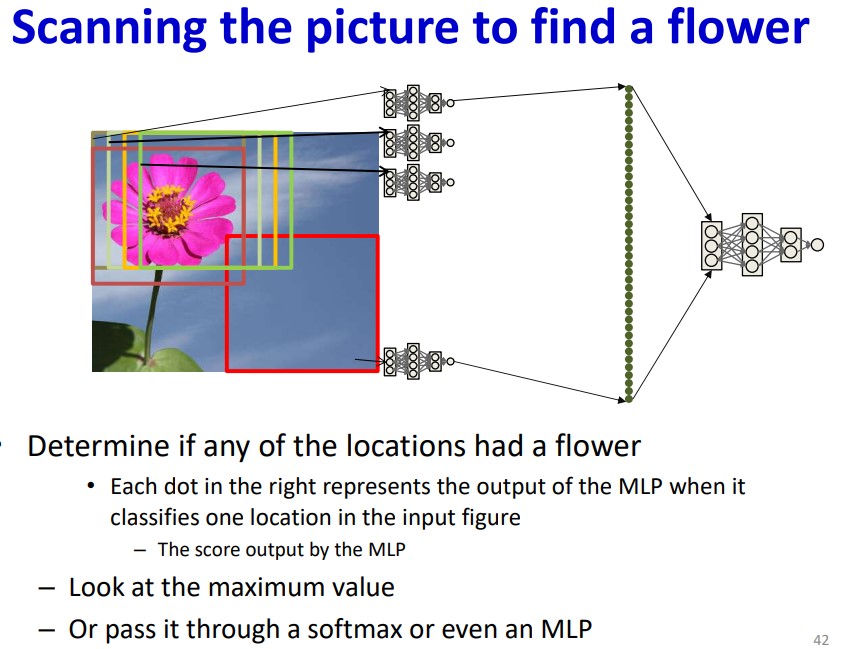 Scanning the picture to find a flower
• Determine if any of the locations had a flower
• Each dot in the right represents the output of the MLP when it
classifies one location in the input figure
– The score output by the MLP
– Look at the maximum value
– Or pass it through a softmax or even an MLP
42